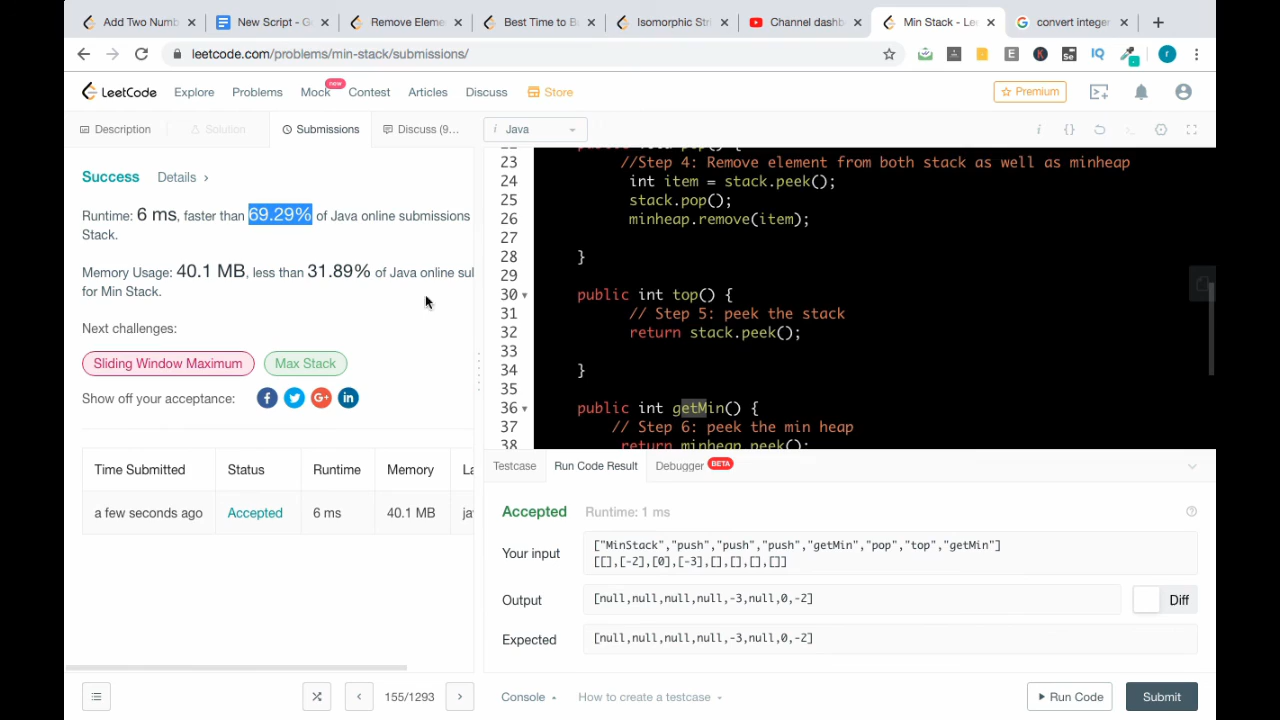 Add Two Numb
New Script - G
Remove Eleme
Best Time to B
Isomorphic Str
Channel dashb
Min Stack - Le
convert integer
leetcode.com/problems/min-stack/submissions/
LeetCode
Explore
Problems
Mock
new
Contest
Articles
Discuss
Store
Premium
Description
Solution
Submissions
Discuss (9...
i Java
Success
Details
Runtime: 6 ms, faster than 69.29% of Java online submissions
Stack.
Memory Usage: 40.1 MB, less than 31.89% of Java online sul
for Min Stack.
Next challenges:
Sliding Window Maximum
Max Stack
Show off your acceptance:
Time Submitted Status Runtime Memory La
a few seconds ago Accepted 6 ms 40.1 MB ja
155/1293
23 //Step 4: Remove element from both stack as well as minheap
24 int item = stack.peek();
25 stack.pop();
26 minheap.remove(item);
27
28 }
29
30 public int top() {
31 // Step 5: peek the stack
32 return stack.peek();
33
34 }
35
36 public int getMin() {
37 // Step 6: peek the min heap
38 return minheap.peek();
Testcase
Run Code Result
Debugger BETA
Accepted Runtime: 1 ms
Your input
["MinStack","push","push","push","getMin","pop","top","getMin"]
[[],[-2],[0],[-3],[],[],[],[]]
Output
[null,null,null,null,-3,null,0,-2]
Diff
Expected
[null,null,null,null,-3,null,0,-2]
Console
How to create a testcase
Run Code
Submit